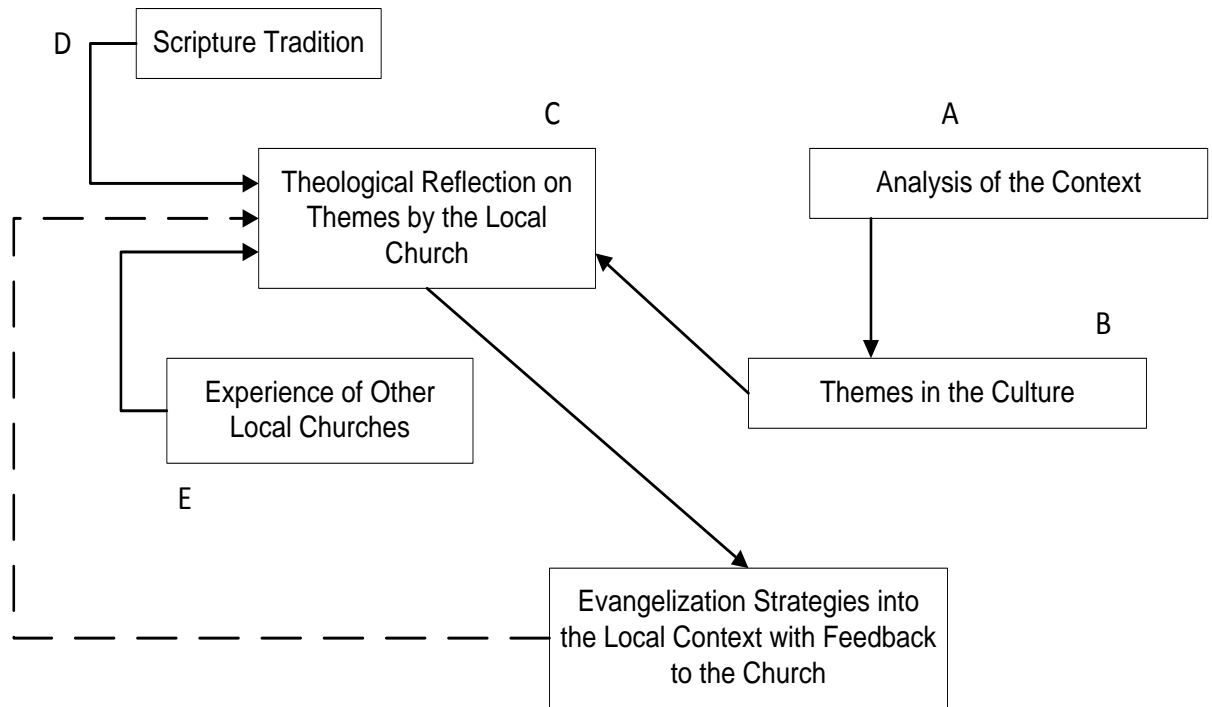 D
Scripture Tradition
C
A
Theological Reflection on
Themes by the Local
Church
Analysis of the Context
B
Experience of Other
Local Churches
Themes in the Culture
E
Evangelization Strategies into
the Local Context with Feedback
to the Church